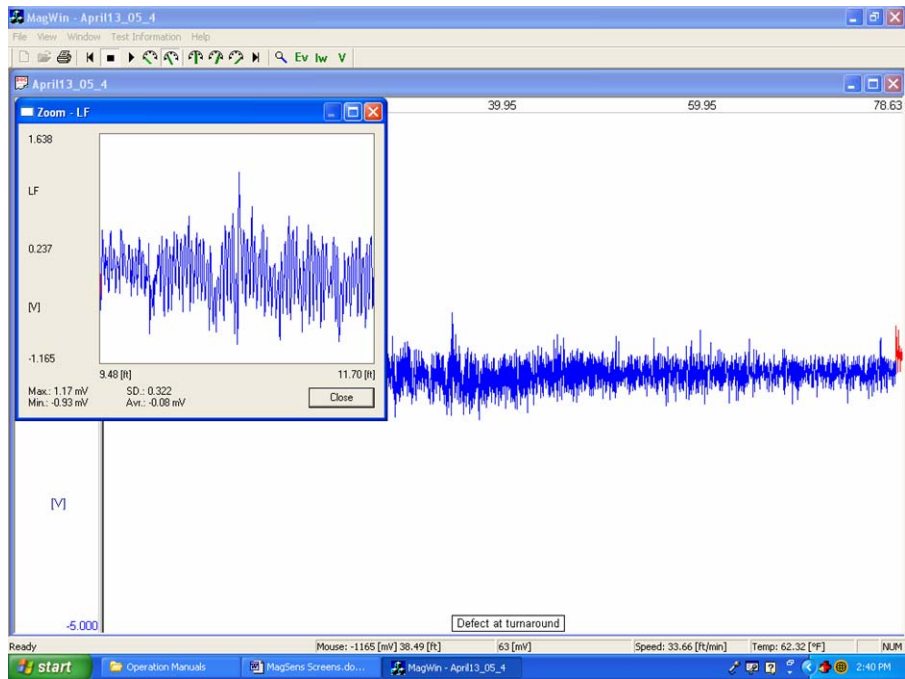 MagWin - April13_05_4
File View Window Test Information Help
Ev Iw V
April13_05_4
39.95 59.95 78.63
Zoom - LF
1.638
LF
0.237
[V]
-1.165
9.48 [ft] 11.70 [ft]
Max.: 1.17 mV SD.: 0.322
Min.: -0.93 mV Avr.: -0.08 mV
Close
[V]
-5.000
Defect at turnaround
Ready Mouse: -1165 [mV] 38.49 [ft] 63 [mV] Speed: 33.66 [ft/min] Temp: 62.32 [°F] NUM
start Operation Manuals MagSens Screens.do... MagWin - April13_05_4 2:40 PM